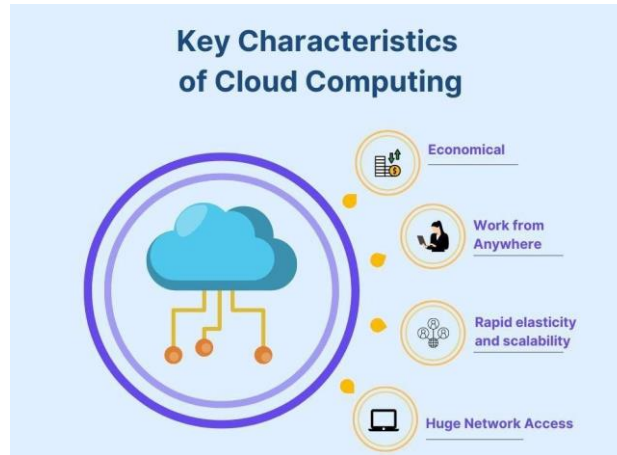 Key Characteristics
of Cloud Computing
Economical
Work from
Anywhere
Rapid elasticity
and scalability
Huge Network Access